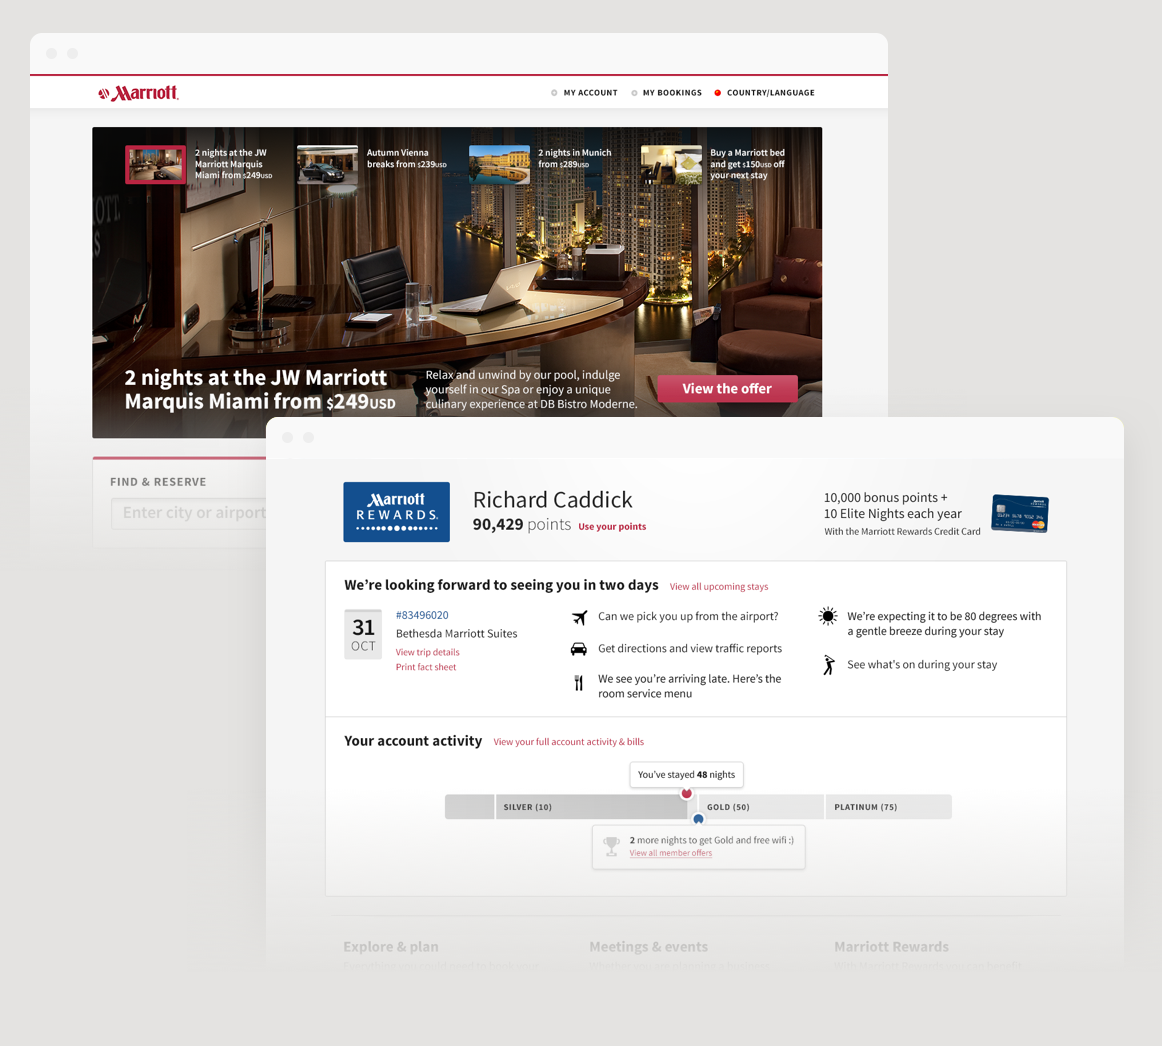 Marriott
MY ACCOUNT
MY BOOKINGS
COUNTRY/LANGUAGE
2 nights at the JW
Marriott Marquis
Miami from $249USD
Autumn Vienna
breaks from $239USD
2 nights in Munich
from $289USD
Buy a Marriott bed
and get $150USD off
your next stay
2 nights at the JW Marriott
Marquis Miami from $249USD
Relax and unwind by our pool, indulge
yourself in our Spa or enjoy a unique
culinary experience at DB Bistro Moderne.
View the offer
FIND & RESERVE
Enter city or airport
Marriott
REWARDS
Richard Caddick
90,429 points Use your points
10,000 bonus points +
10 Elite Nights each year
With the Marriott Rewards Credit Card
We’re looking forward to seeing you in two days View all upcoming stays
31
OCT
#83496020
Bethesda Marriott Suites
View trip details
Print fact sheet
Can we pick you up from the airport?
Get directions and view traffic reports
We see you’re arriving late. Here’s the
room service menu
We’re expecting it to be 80 degrees with
a gentle breeze during your stay
See what's on during your stay
Your account activity View your full account activity & bills
You’ve stayed 48 nights
SILVER (10)
GOLD (50)
PLATINUM (75)
2 more nights to get Gold and free wifi :)
View all member offers
Explore & plan
Meetings & events
Marriott Rewards